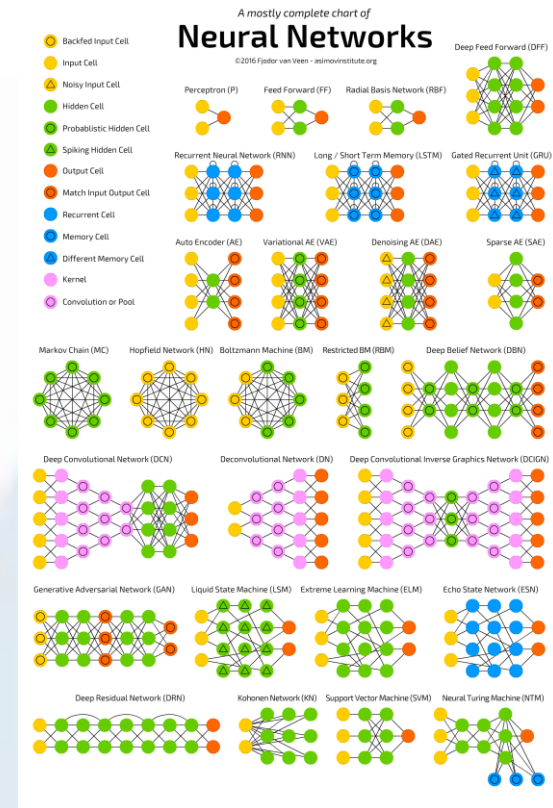 A mostly complete chart of
Neural Networks
©2016 Fjodor van Veen - asimovinstitute.org
Backfed Input Cell
Input Cell
Noisy Input Cell
Hidden Cell
Probablistic Hidden Cell
Spiking Hidden Cell
Output Cell
Match Input Output Cell
Recurrent Cell
Memory Cell
Different Memory Cell
Kernel
Convolution or Pool
Deep Feed Forward (DFF)
Perceptron (P)
Feed Forward (FF)
Radial Basis Network (RBF)
Recurrent Neural Network (RNN)
Long / Short Term Memory (LSTM)
Gated Recurrent Unit (GRU)
Auto Encoder (AE)
Variational AE (VAE)
Denoising AE (DAE)
Sparse AE (SAE)
Markov Chain (MC)
Hopfield Network (HN)
Boltzmann Machine (BM)
Restricted BM (RBM)
Deep Belief Network (DBN)
Deep Convolutional Network (DCN)
Deconvolutional Network (DN)
Deep Convolutional Inverse Graphics Network (DCIGN)
Generative Adversarial Network (GAN)
Liquid State Machine (LSM)
Extreme Learning Machine (ELM)
Echo State Network (ESN)
Deep Residual Network (DRN)
Kohonen Network (KN)
Support Vector Machine (SVM)
Neural Turing Machine (NTM)